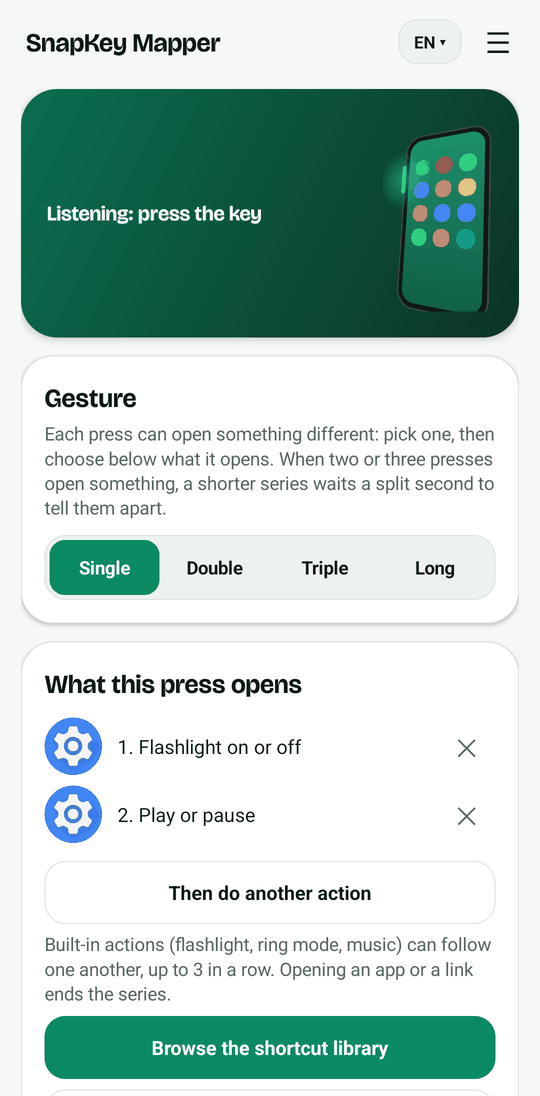 SnapKey Mapper
EN ▾
Listening: press the key
Gesture
Each press can open something different: pick one, then
choose below what it opens. When two or three presses
open something, a shorter series waits a split second to
tell them apart.
Single Double Triple Long
What this press opens
1. Flashlight on or off
2. Play or pause
Then do another action
Built-in actions (flashlight, ring mode, music) can follow
one another, up to 3 in a row. Opening an app or a link
ends the series.
Browse the shortcut library